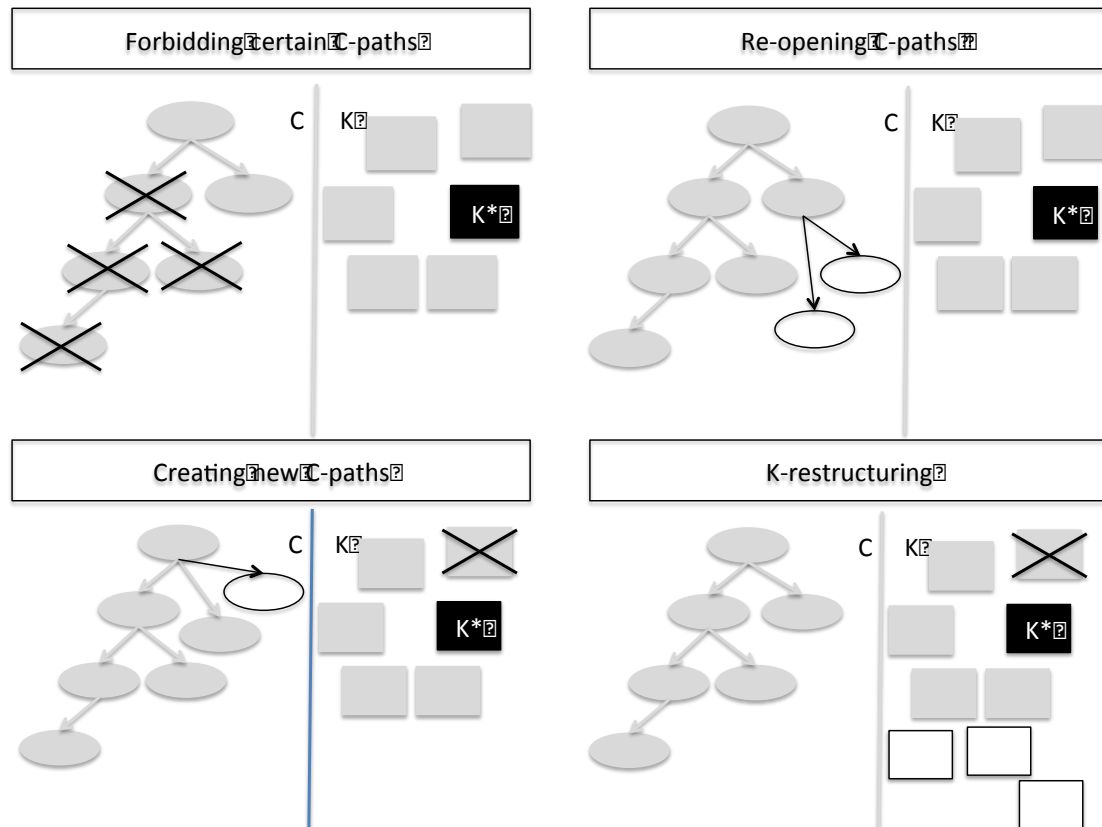 Forbidding certain C-paths
Re-opening C-paths
C K
K*
C K
K*
Creating new C-paths
K-restructuring
C K
K*
C K
K*